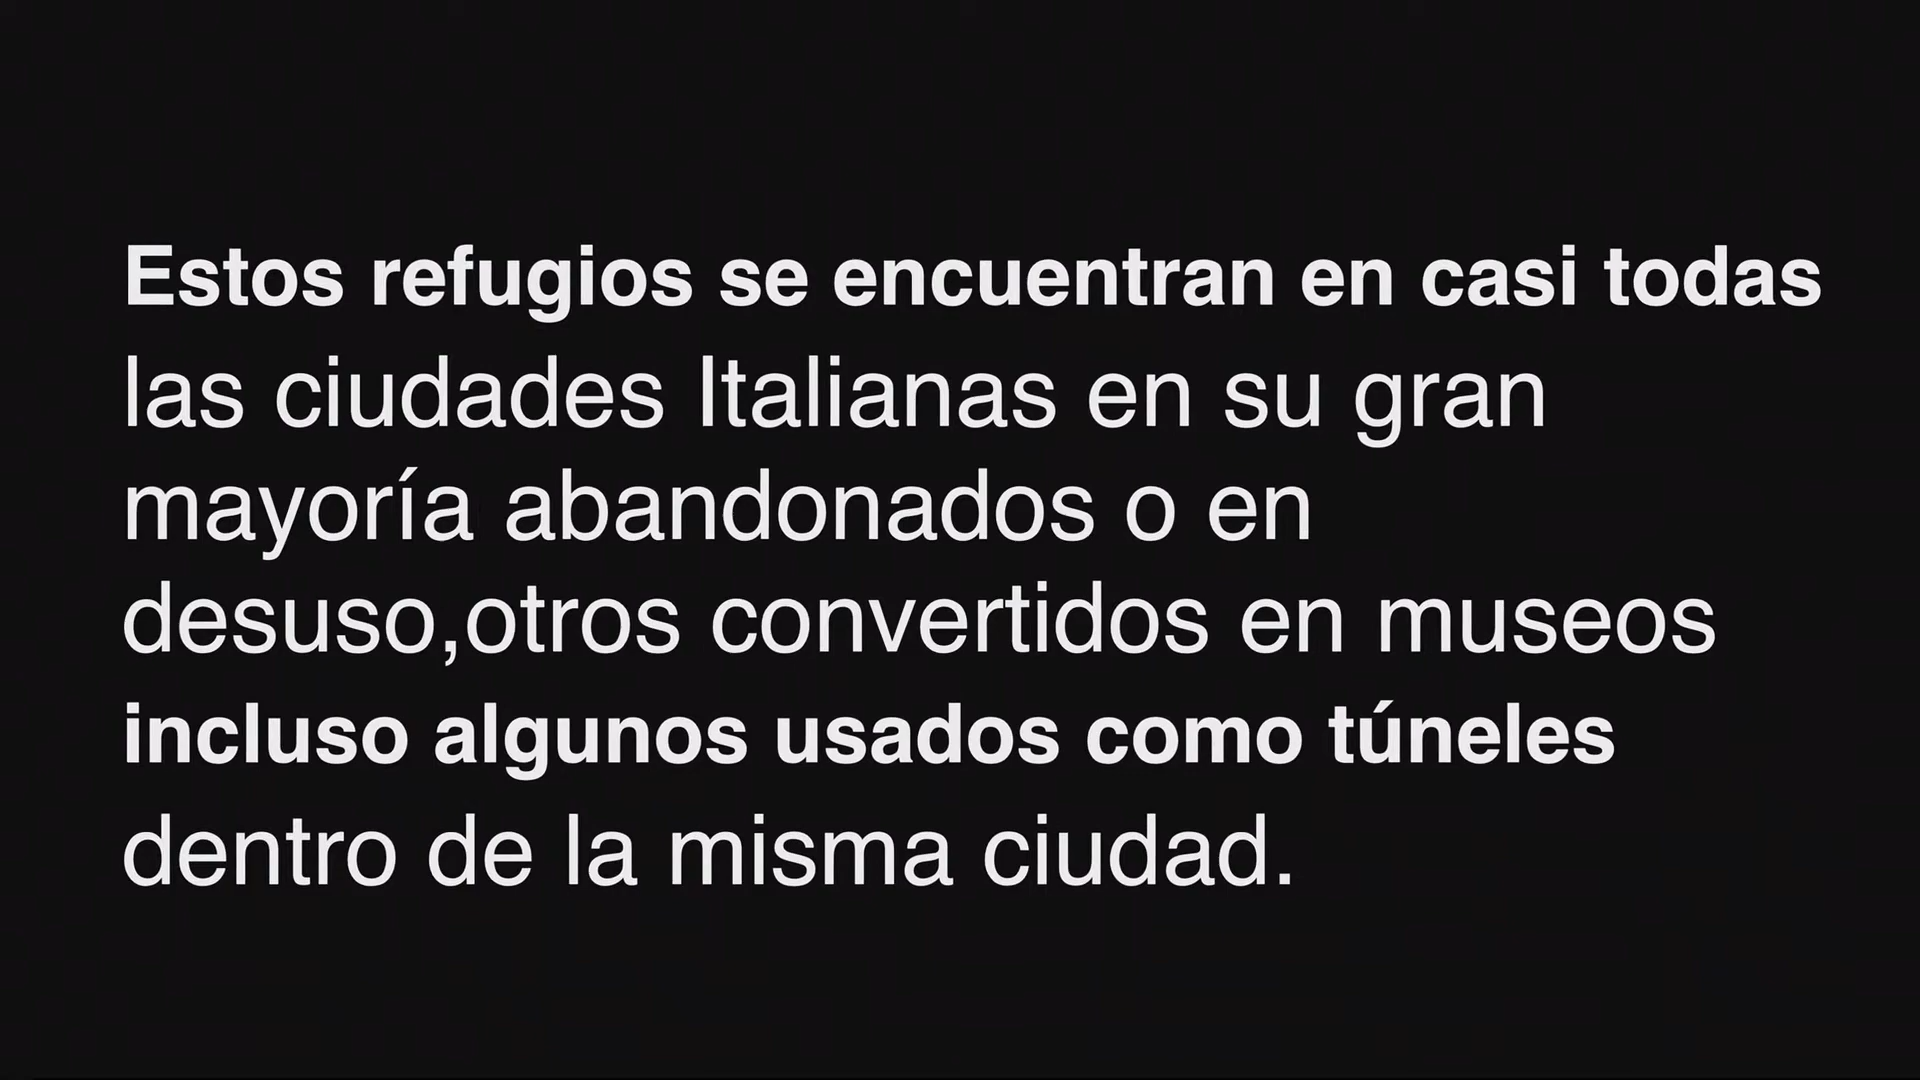 Estos refugios se encuentran en casi todas
las ciudades Italianas en su gran
mayoría abandonados o en
desuso,otros convertidos en museos
incluso algunos usados como túneles
dentro de la misma ciudad.